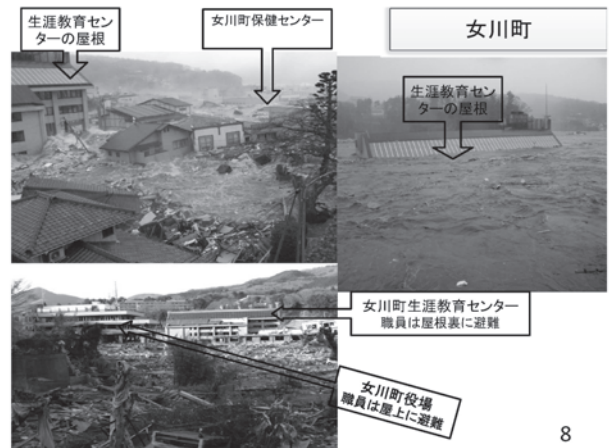 生涯教育セン
ターの屋根
女川町保健センター
女川町
生涯教育セン
ターの屋根
女川町生涯教育センター
職員は屋根裏に避難
女川町役場
職員は屋上に避難
8